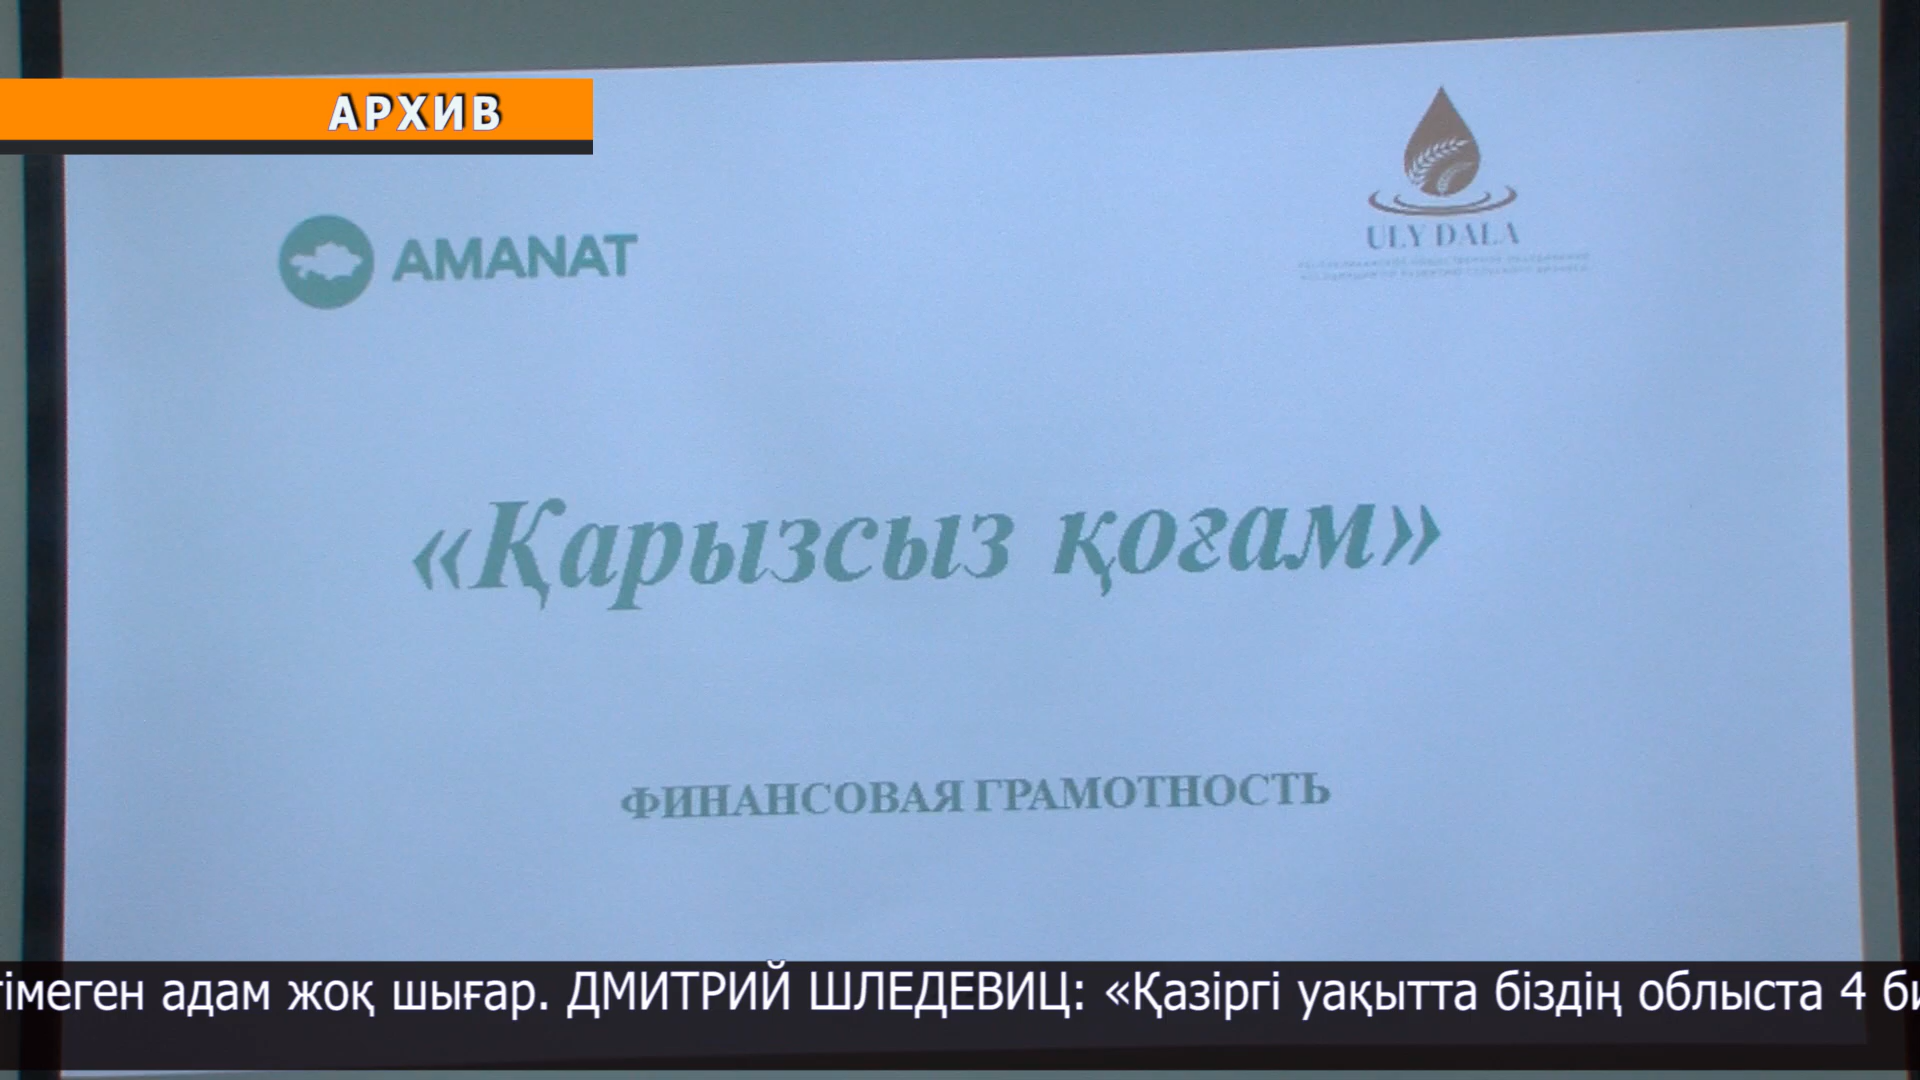 АРХИВ
AMANAT
ULY DALA
«Қарызсыз қоғам»
ФИНАНСОВАЯ ГРАМОТНОСТЬ
імеген адам жоқ шығар. ДМИТРИЙ ШЛЕДЕВИЦ: «Қазіргі уақытта біздің облыста 4 би